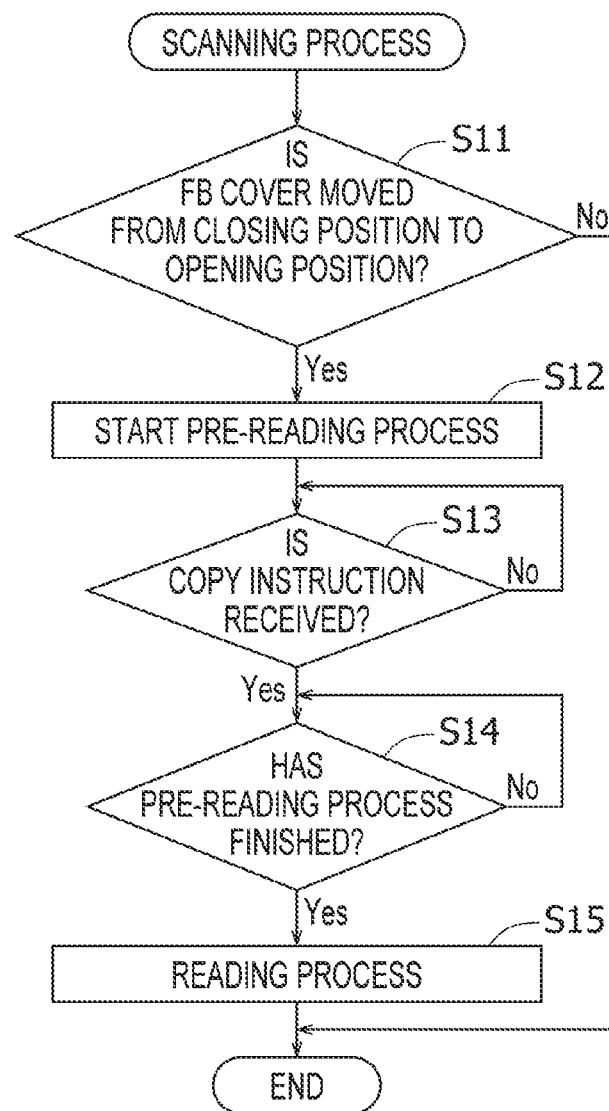 SCANNING PROCESS
S11
IS
FB COVER MOVED
FROM CLOSING POSITION TO
OPENING POSITION?
No
Yes
S12
START PRE-READING PROCESS
S13
IS
COPY INSTRUCTION
RECEIVED?
No
Yes
S14
HAS
PRE-READING PROCESS
FINISHED?
No
Yes
S15
READING PROCESS
END